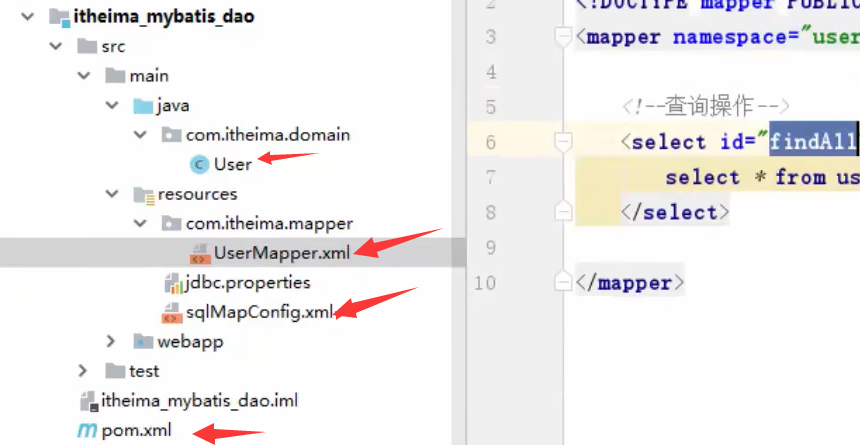 itheima_mybatis_dao
src
main
java
com.itheima.domain
User
resources
com.itheima.mapper
UserMapper.xml
jdbc.properties
sqlMapConfig.xml
webapp
test
itheima_mybatis_dao.iml
pom.xml
2 <!DOCTYPE mapper PUBLIC
3 <mapper namespace="user
4
5 <!--查询操作-->
6 <select id="findAll
7 select * from us
8 </select>
9
10 </mapper>